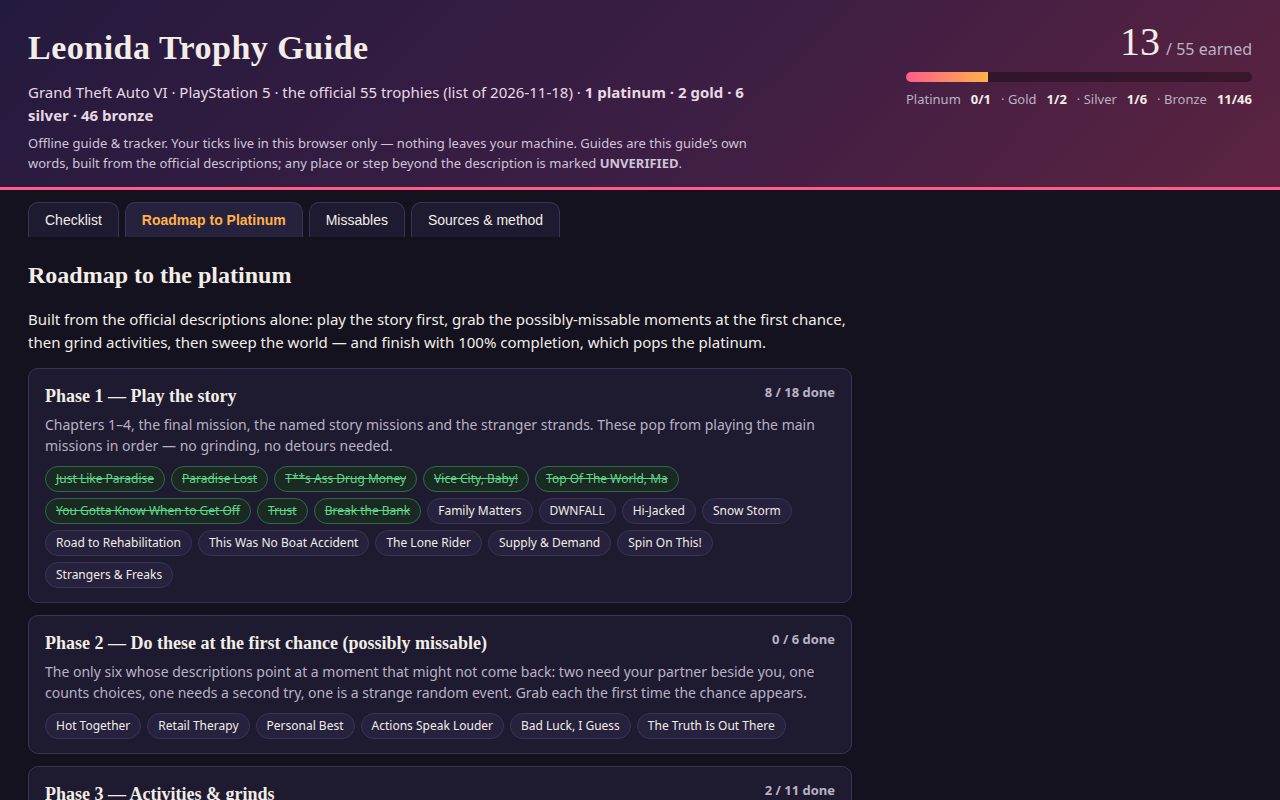 Leonida Trophy Guide
13 / 55 earned
Grand Theft Auto VI · PlayStation 5 · the official 55 trophies (list of 2026-11-18) · 1 platinum · 2 gold · 6
silver · 46 bronze
Platinum 0/1 · Gold 1/2 · Silver 1/6 · Bronze 11/46
Offline guide & tracker. Your ticks live in this browser only — nothing leaves your machine. Guides are this guide’s own
words, built from the official descriptions; any place or step beyond the description is marked UNVERIFIED.
Checklist Roadmap to Platinum Missables Sources & method
Roadmap to the platinum
Built from the official descriptions alone: play the story first, grab the possibly-missable moments at the first chance,
then grind activities, then sweep the world — and finish with 100% completion, which pops the platinum.
Phase 1 — Play the story 8 / 18 done
Chapters 1–4, the final mission, the named story missions and the stranger strands. These pop from playing the main
missions in order — no grinding, no detours needed.
Just Like Paradise Paradise Lost T**s Ass Drug Money Vice City, Baby! Top Of The World, Ma
You Gotta Know When to Get Off Trust Break the Bank Family Matters DWNFALL Hi-Jacked Snow Storm
Road to Rehabilitation This Was No Boat Accident The Lone Rider Supply & Demand Spin On This!
Strangers & Freaks
Phase 2 — Do these at the first chance (possibly missable) 0 / 6 done
The only six whose descriptions point at a moment that might not come back: two need your partner beside you, one
counts choices, one needs a second try, one is a strange random event. Grab each the first time the chance appears.
Hot Together Retail Therapy Personal Best Actions Speak Louder Bad Luck, I Guess The Truth Is Out There
Phase 3 — Activities & grinds 2 / 11 done